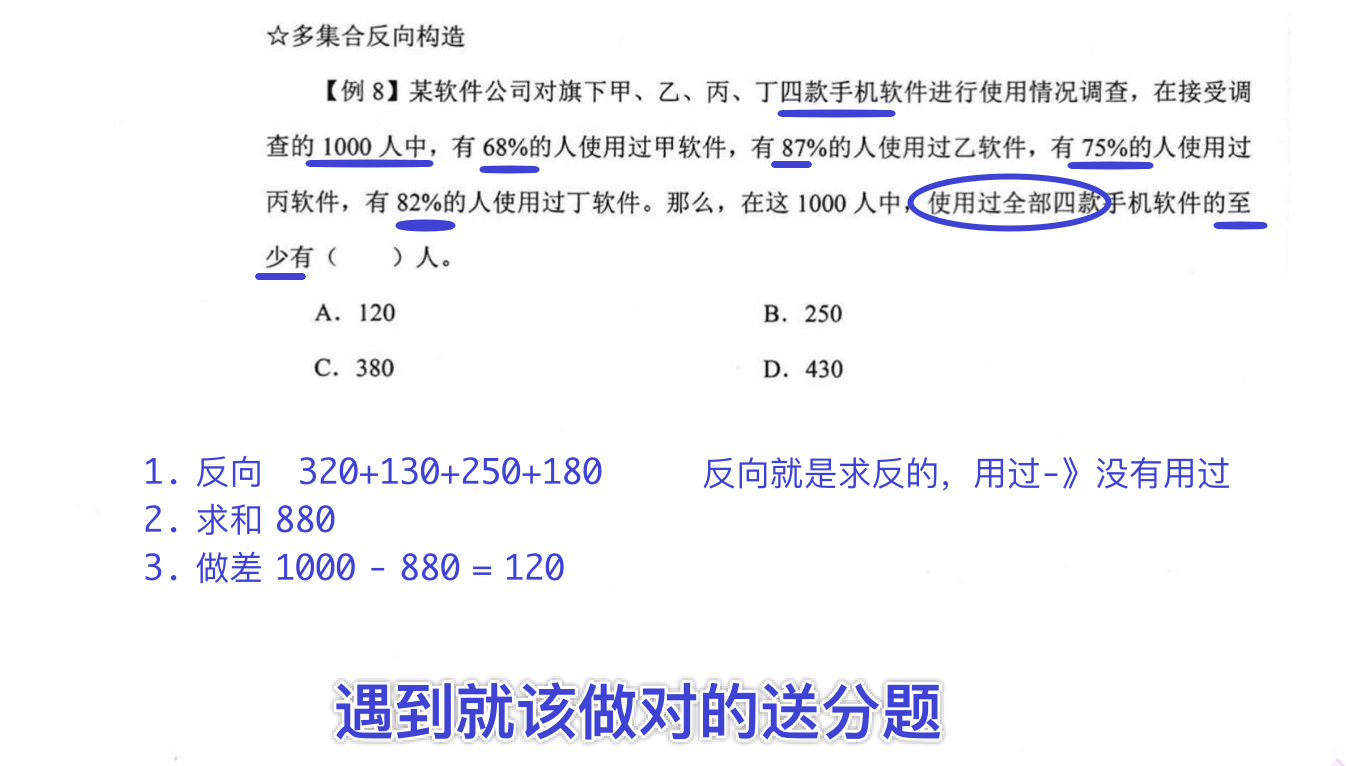 ☆多集合反向构造
【例 8】某软件公司对旗下甲、乙、丙、丁四款手机软件进行使用情况调查，在接受调
查的 1000 人中，有 68%的人使用过甲软件，有 87%的人使用过乙软件，有 75%的人使用过
丙软件，有 82%的人使用过丁软件。那么，在这 1000 人中，使用过全部四款手机软件的至
少有（　　）人。
A．120
B．250
C．380
D．430
1. 反向 320+130+250+180
反向就是求反的，用过-》没有用过
2. 求和 880
3. 做差 1000 - 880 = 120
遇到就该做对的送分题